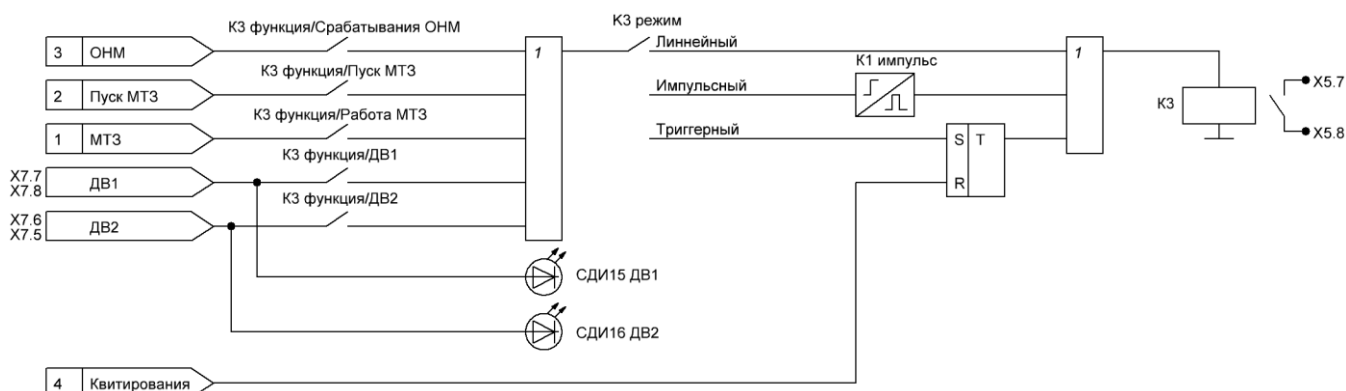 К3 функция/Срабатывания ОНМ
К3 режим
3 ОНМ
1
Линнейный
1
К3 функция/Пуск МТЗ
К1 импульс
2 Пуск МТЗ
Импульсный
К3
X5.7
К3 функция/Работа МТЗ
1 МТЗ
Триггерный
S T
X5.8
К3 функция/ДВ1
X7.7
X7.8
ДВ1
R
К3 функция/ДВ2
X7.6
X7.5
ДВ2
СДИ15 ДВ1
СДИ16 ДВ2
4 Квитирования